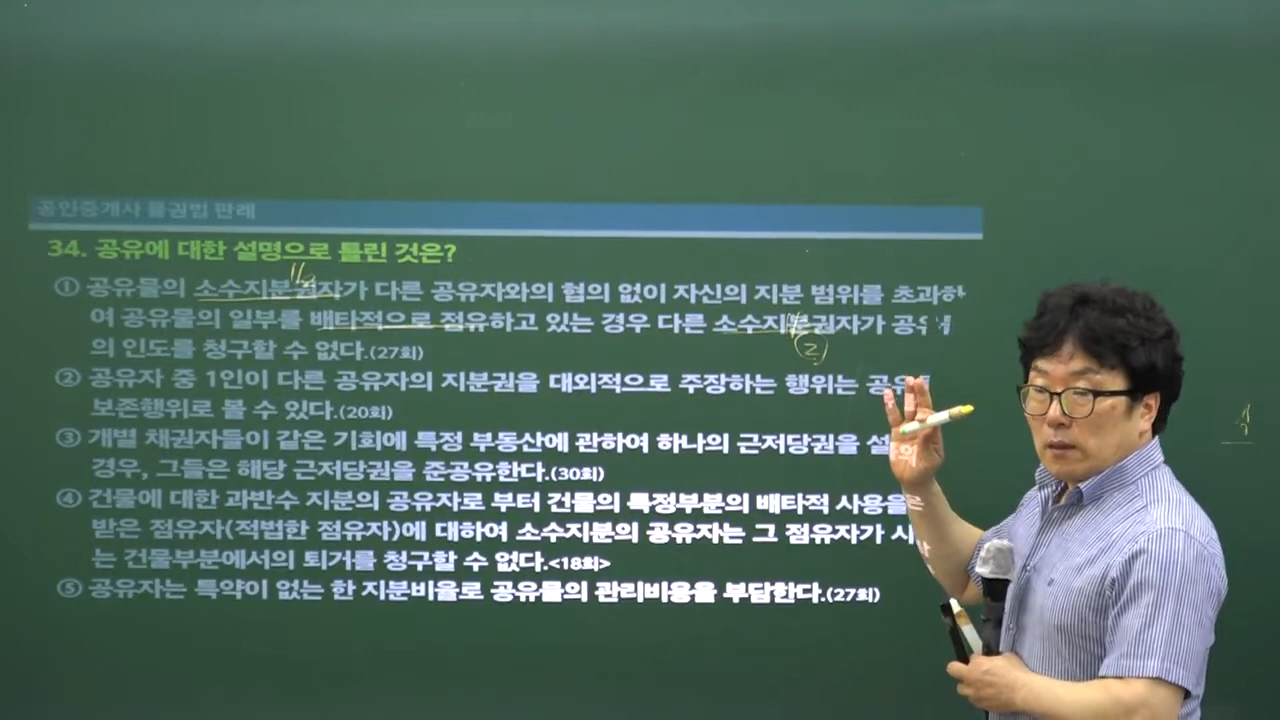 공인중개사 물권법 판례
34. 공유에 대한 설명으로 틀린 것은?
① 공유물의 소수지분권자가 다른 공유자와의 협의 없이 자신의 지분 범위를 초과하
여 공유물의 일부를 배타적으로 점유하고 있는 경우 다른 소수지분권자가
의 인도를 청구할 수 없다.(27회)
② 공유자 중 1인이 다른 공유자의 지분권을 대외적으로 주장하는 행위는
보존행위로 볼 수 있다.(20회)
③ 개별 채권자들이 같은 기회에 특정 부동산에 관하여 하나의 근저당권을
경우, 그들은 해당 근저당권을 준공유한다.(30회)
④ 건물에 대한 과반수 지분의 공유자로 부터 건물의 특정부분의 배타적 사용을
받은 점유자(적법한 점유자)에 대하여 소수지분의 공유자는 그 점유자가
는 건물부분에서의 퇴거를 청구할 수 없다.<18회>
⑤ 공유자는 특약이 없는 한 지분비율로 공유물의 관리비용을 부담한다.(27회)
2